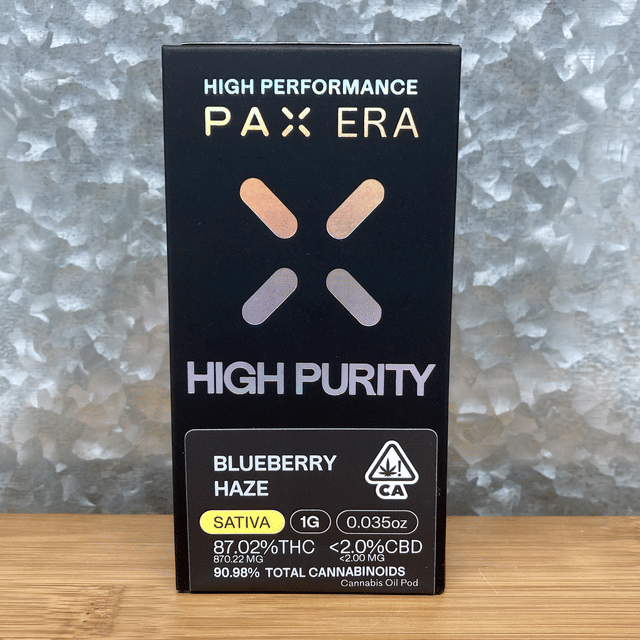 HIGH PERFORMANCE
PAX ERA
HIGH PURITY
BLUEBERRY
HAZE
CA
SATIVA 1G 0.035oz
87.02%THC <2.0%CBD
870.22 MG <2.00 MG
90.98% TOTAL CANNABINOIDS
Cannabis Oil Pod